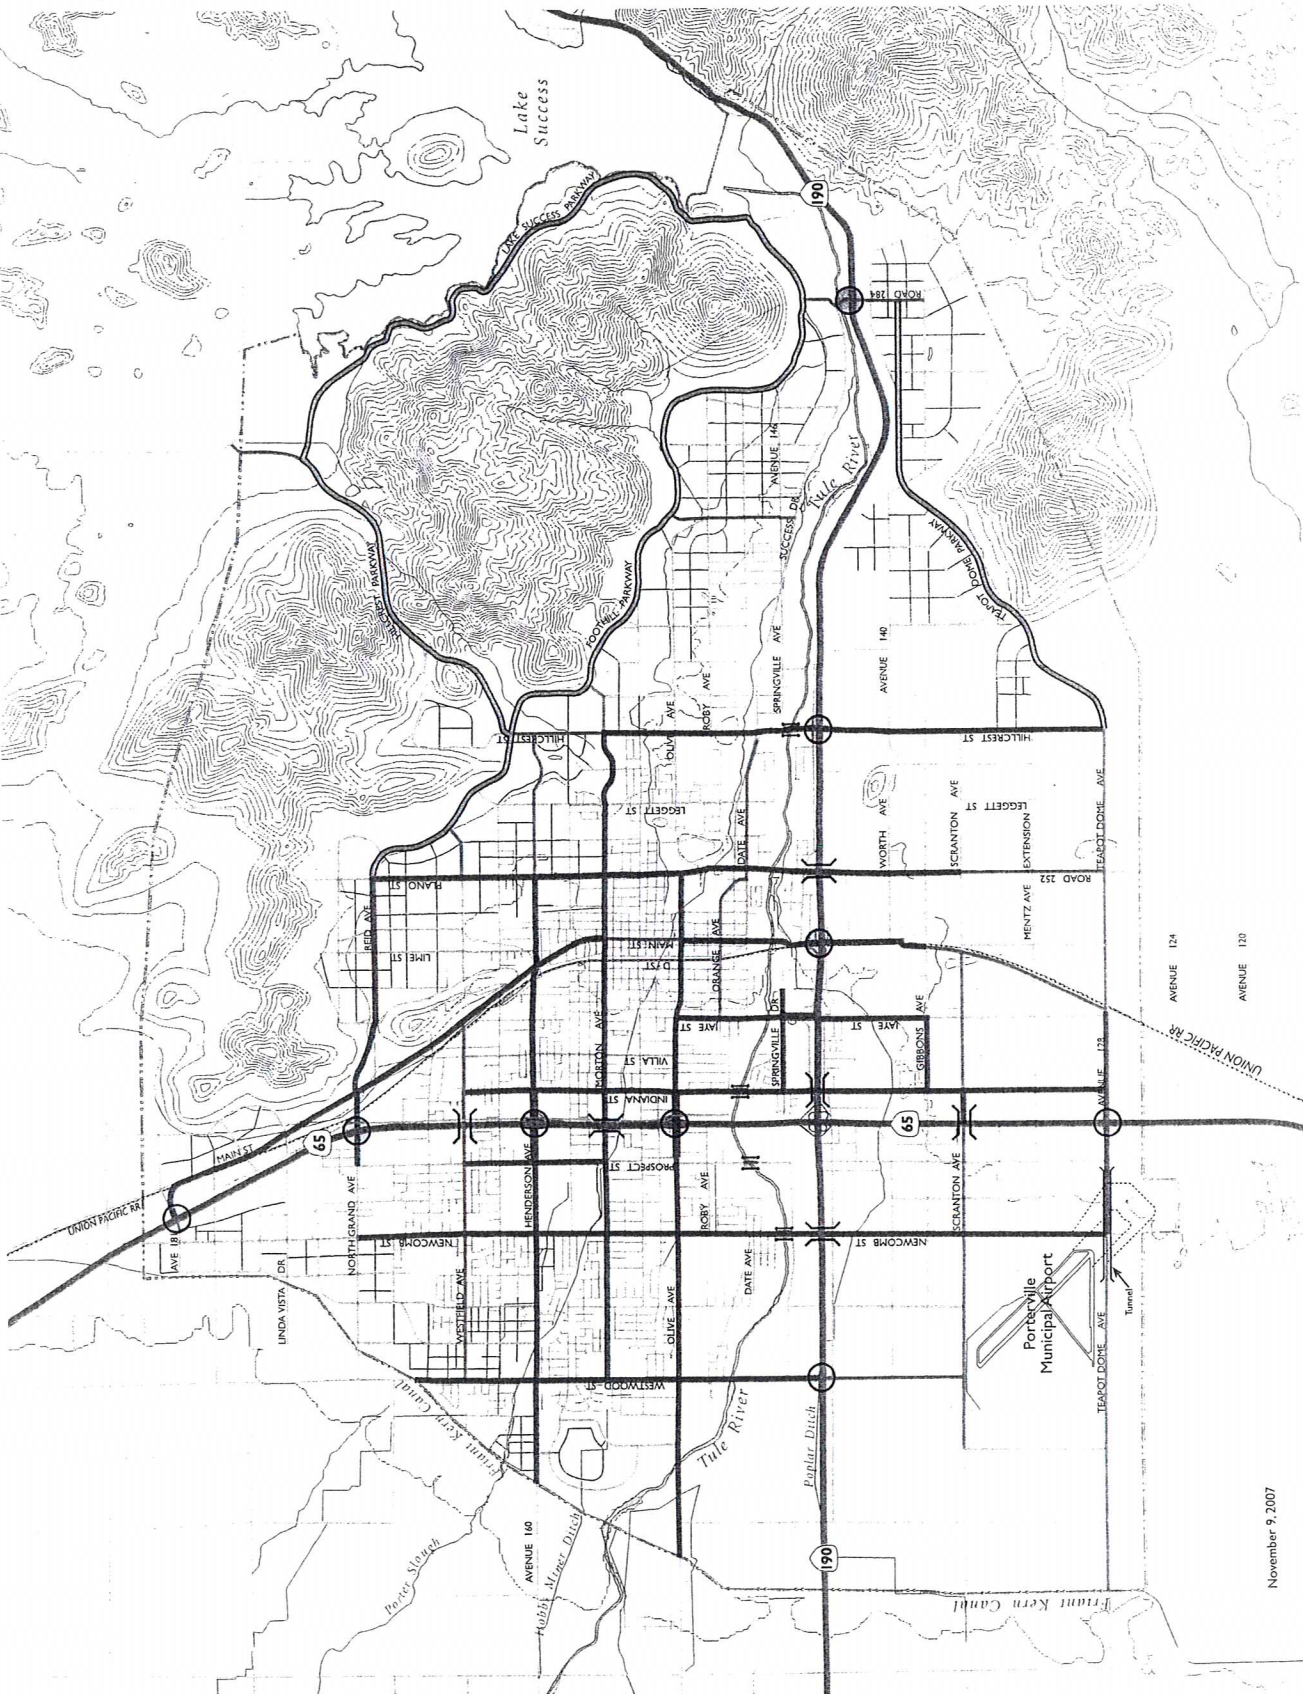 Lake
Success
LAKE SUCCESS PARKWAY
190
ROAD 284
HILLCREST PARKWAY
FOOTHILL PARKWAY
AVENUE 146
SUCCESS DR
Tule River
TEAPOT DOME PARKWAY
OLIVE AVE
ROBY AVE
SPRINGVILLE AVE
AVENUE 140
HILLCREST ST
HILLCREST ST
LEGGETT ST
DATE AVE
WORTH AVE
SCRANTON AVE
LEGGETT ST
MENTZ AVE EXTENSION
TEAPOT DOME AVE
PLANO ST
ROAD 252
REID AVE
LIME ST
MAIN ST
D ST
ORANGE AVE
AVENUE 124
AVENUE 120
UNION PACIFIC RR
MORTON AVE
VILLA ST
JAYE ST
SPRINGVILLE DR
JAYE ST
GIBBONS AVE
AVENUE 128
INDIANA ST
65
65
MAIN ST
UNION PACIFIC RR
AVE 181
NORTH GRAND AVE
HENDERSON AVE
PROSPECT ST
ROBY AVE
SCRANTON AVE
NEWCOMB ST
NEWCOMB ST
LINDA VISTA DR
WESTFIELD AVE
OLIVE AVE
DATE AVE
Porterville
Municipal Airport
Tunnel
TEAPOT DOME AVE
WESTWOOD ST
Friant Kern Canal
Tule River
Poplar Ditch
AVENUE 160
Porter Slough
Hobbs Miner Ditch
190
Friant Kern Canal
November 9, 2007